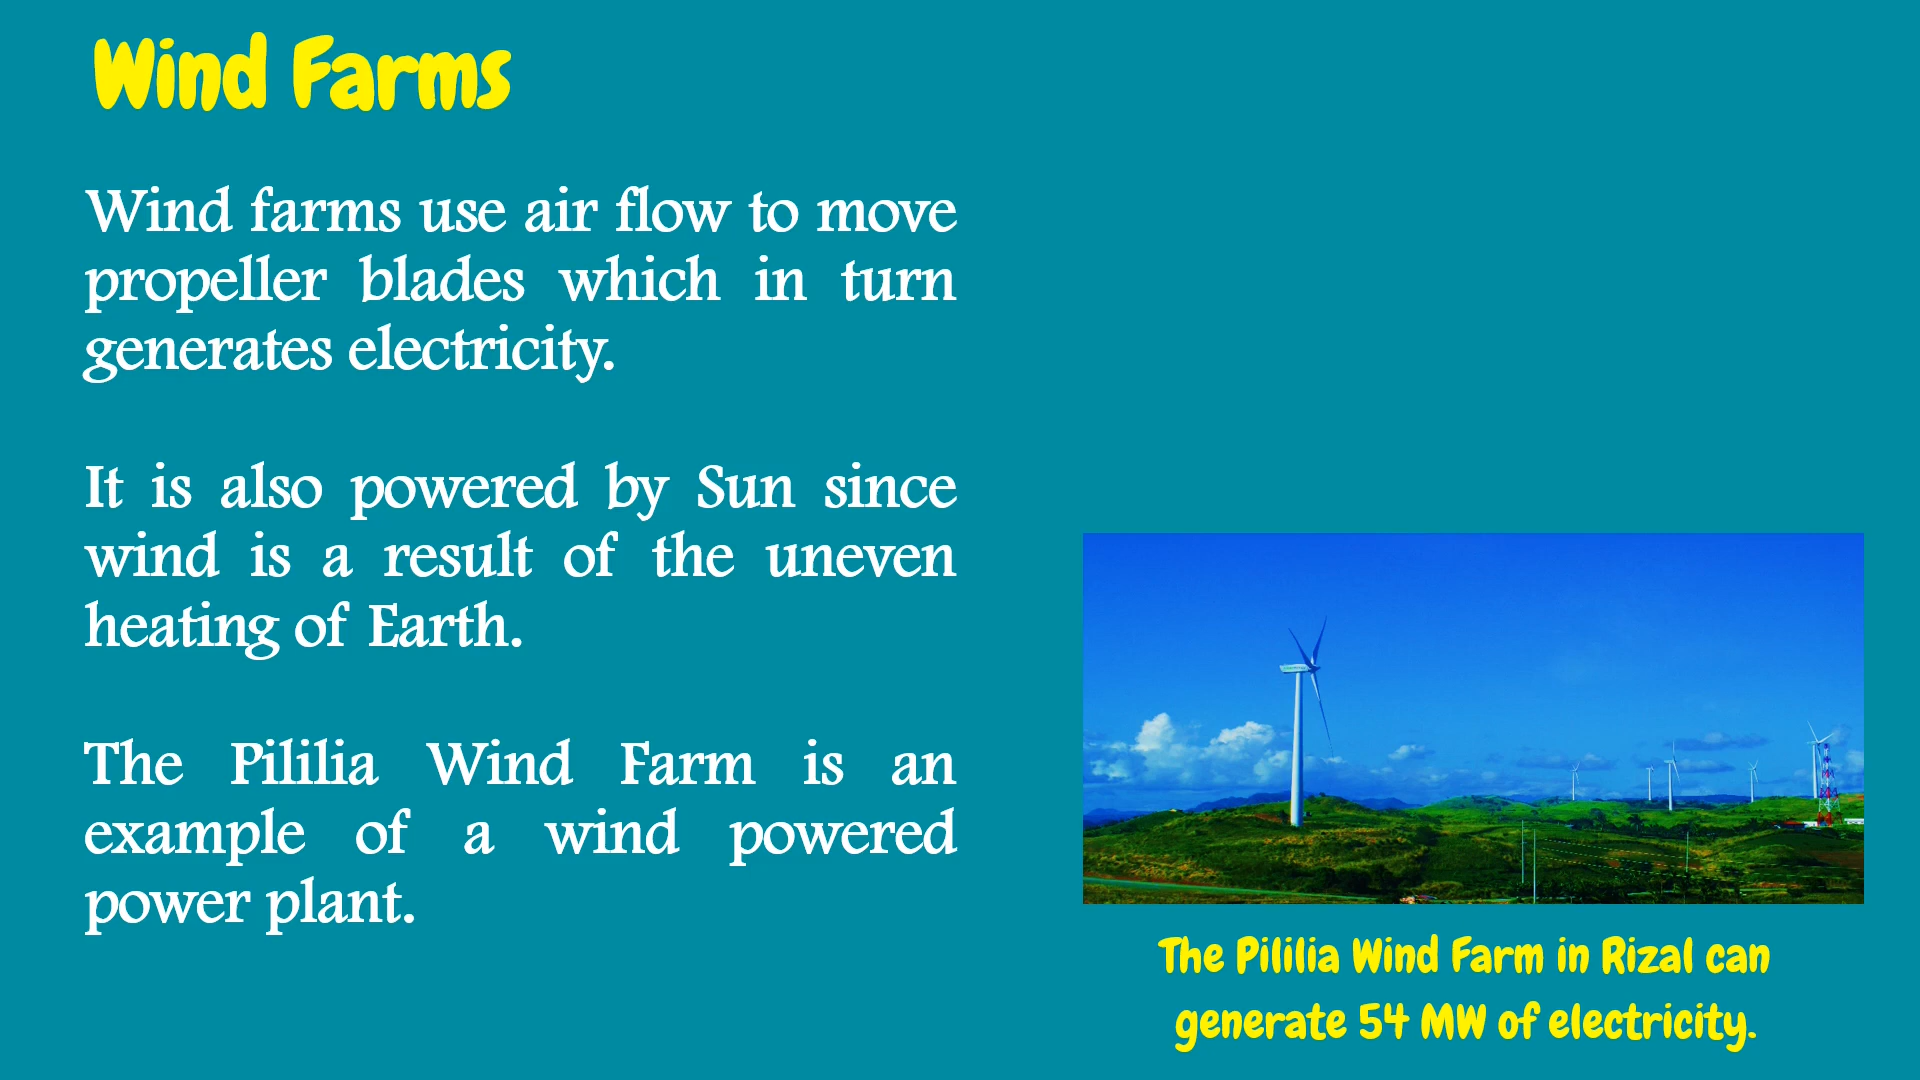 Wind Farms
Wind farms use air flow to move
propeller blades which in turn
generates electricity.
It is also powered by Sun since
wind is a result of the uneven
heating of Earth.
The Pililia Wind Farm is an
example of a wind powered
power plant.
The Pililia Wind Farm in Rizal can
generate 54 MW of electricity.